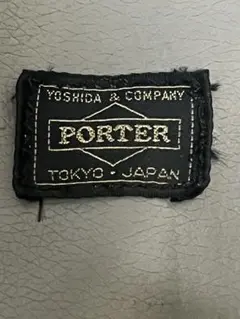 YOSHIDA & COMPANY
PORTER
TOKYO · JAPAN